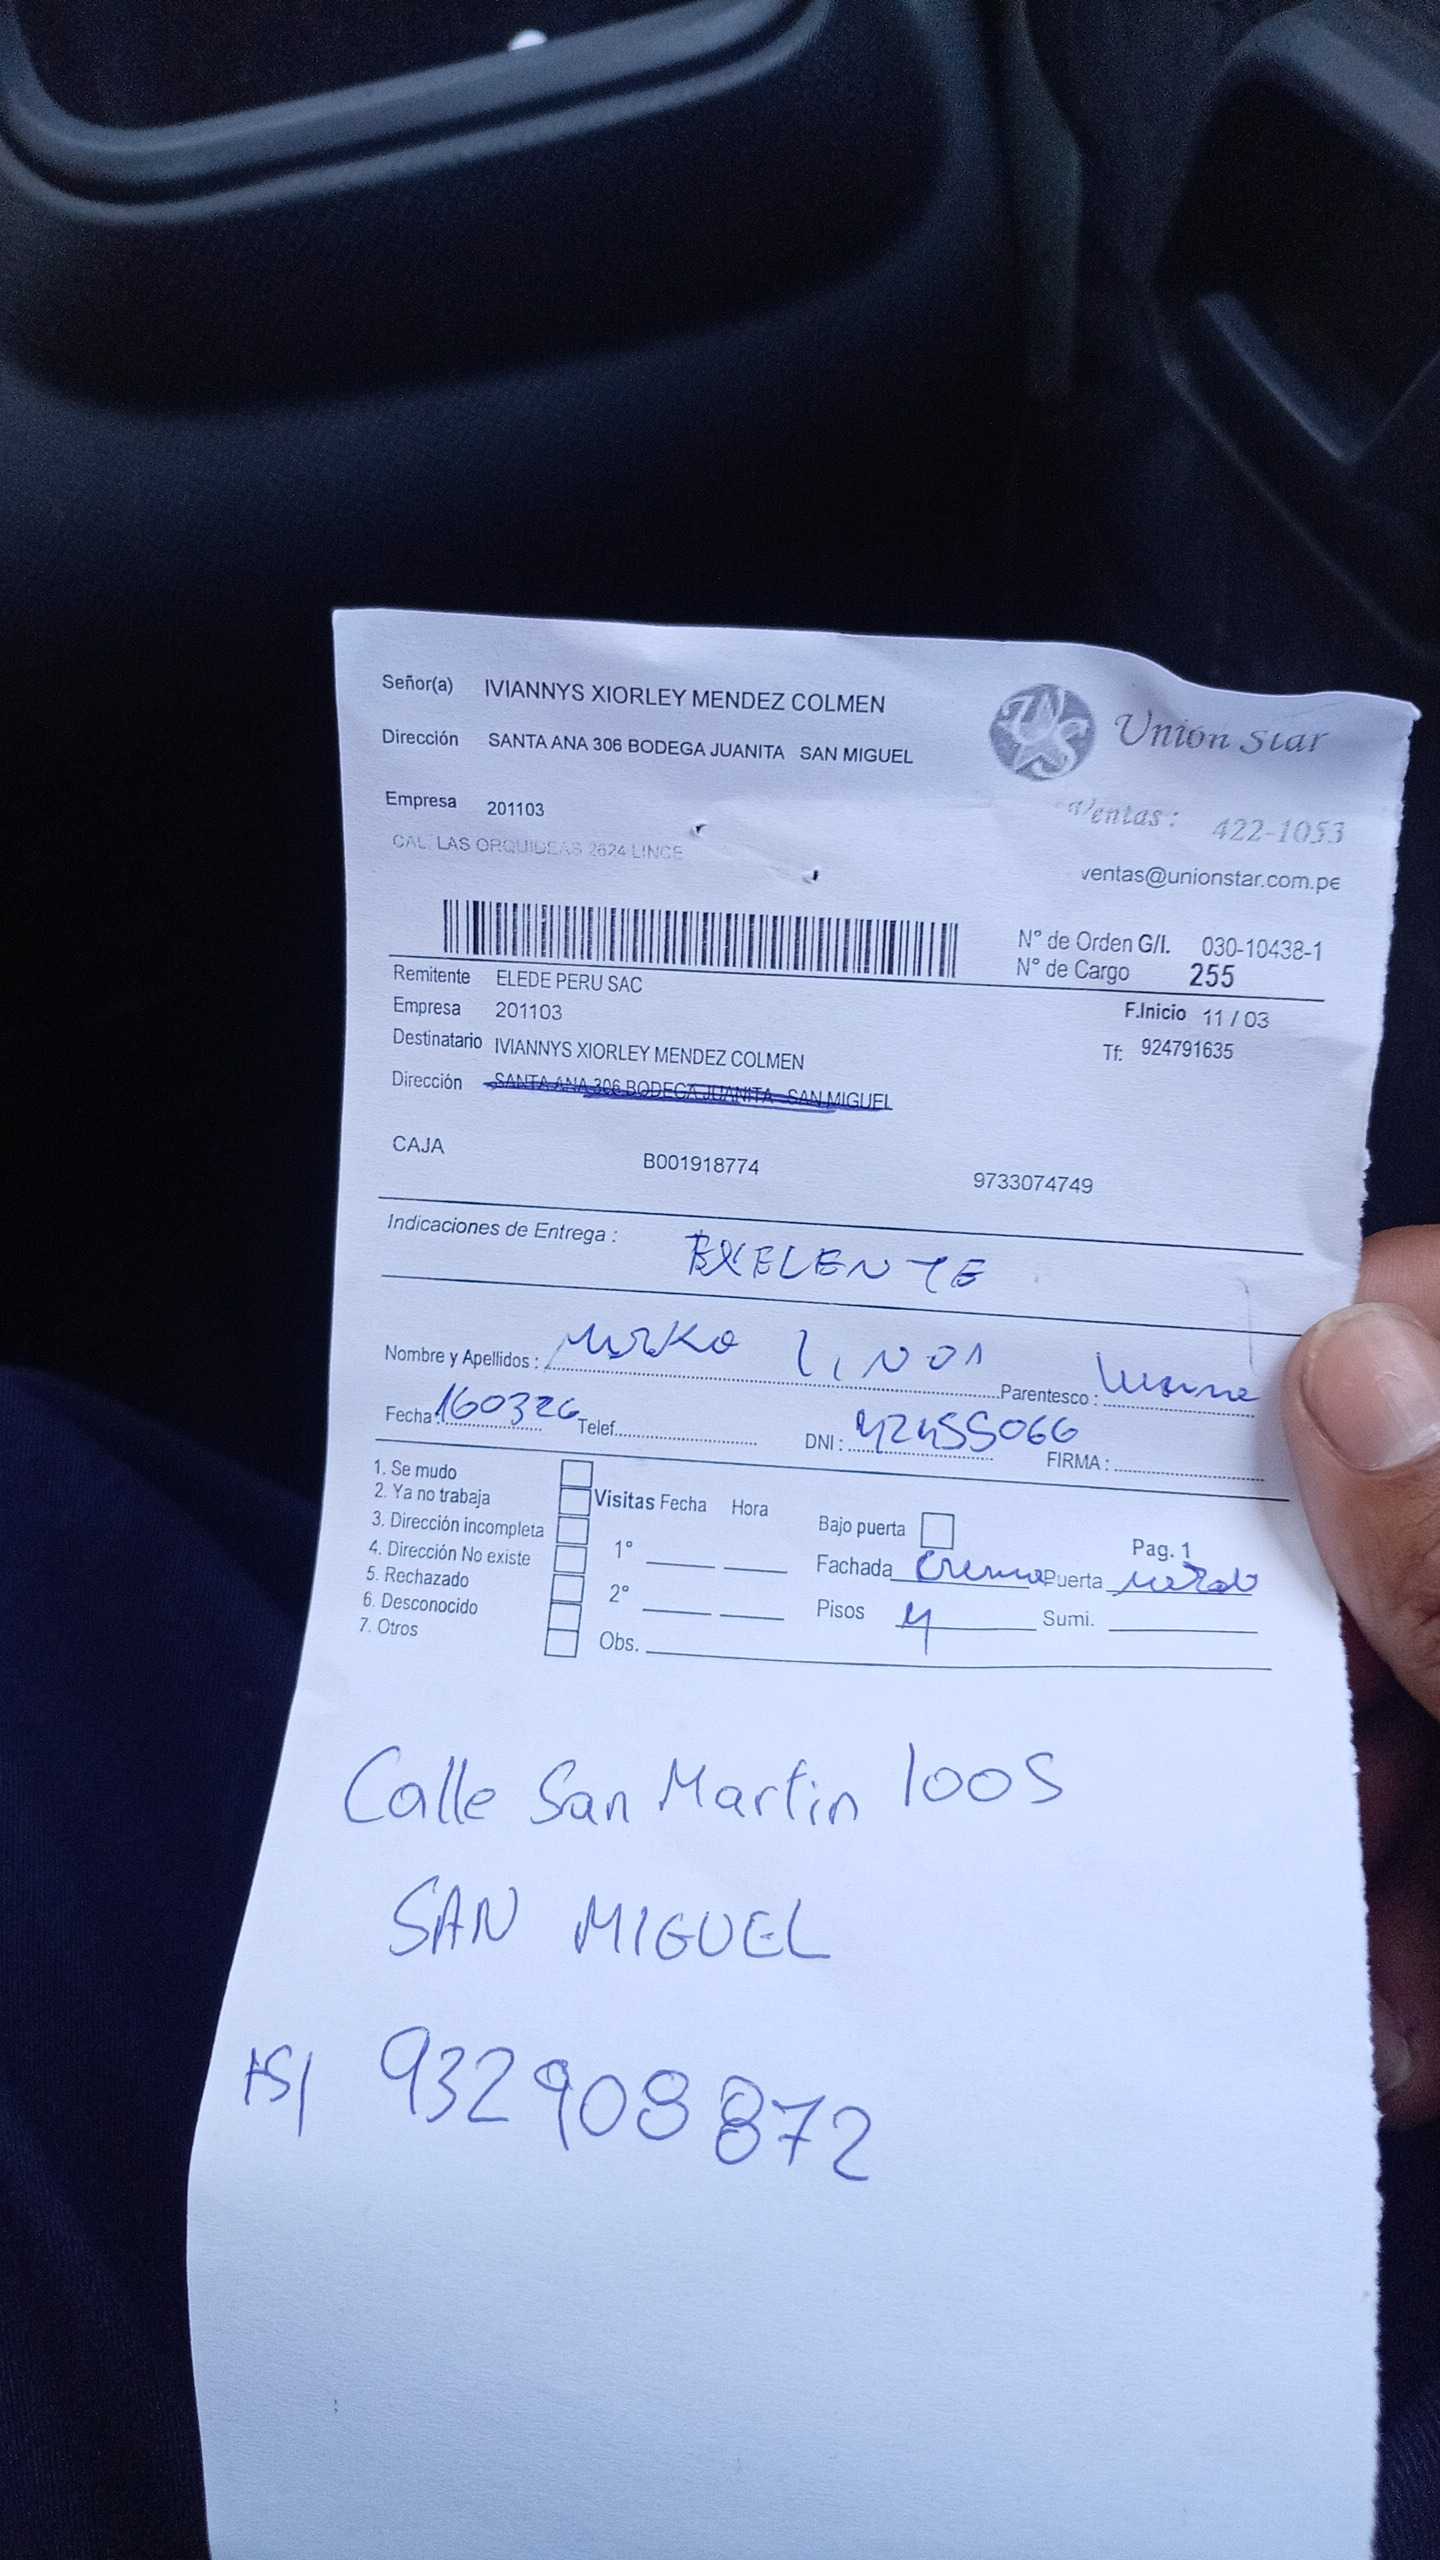 Señor(a) IVIANNYS XIORLEY MENDEZ COLMEN
Union Star
Dirección SANTA ANA 306 BODEGA JUANITA SAN MIGUEL
Ventas: 422-1053
Empresa 201103
CAL. LAS ORQUIDEAS 2624 LINCE
ventas@unionstar.com.pe
N° de Orden G/I. 030-10438-1
N° de Cargo 255
Remitente ELEDE PERU SAC
Empresa 201103
F.Inicio 11 / 03
Destinatario IVIANNYS XIORLEY MENDEZ COLMEN
Tf: 924791635
Dirección SANTA ANA 306 BODEGA JUANITA SAN MIGUEL
CAJA B001918774 9733074749
Indicaciones de Entrega : EXELENTE
Nombre y Apellidos : Parentesco :
Fecha : 160326 Telef. DNI : 42455066 FIRMA :
1. Se mudo
2. Ya no trabaja
3. Dirección incompleta
4. Dirección No existe
5. Rechazado
6. Desconocido
7. Otros
Visitas Fecha Hora
1°
2°
Obs.
Bajo puerta Pag. 1
Fachada Crema Puerta
Pisos 4 Sumi.
Calle San Martin 1005
SAN MIGUEL
932908872